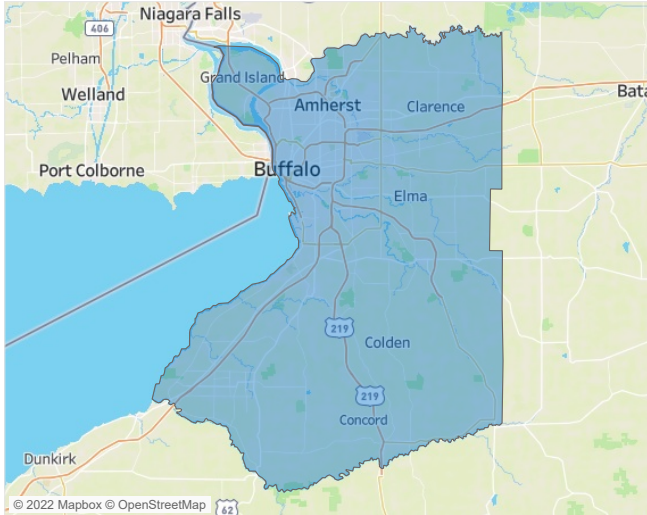 Niagara Falls
406
Pelham
Grand Island
Welland
Amherst
Clarence
Bata
Port Colborne
Buffalo
Elma
219
Colden
219
Concord
Dunkirk
© 2022 Mapbox © OpenStreetMap
62